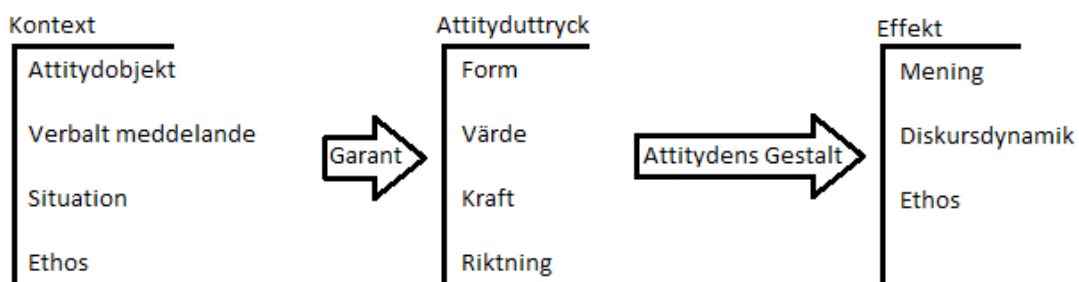 Kontext
Attitydobjekt
Verbalt meddelande
Situation
Ethos
Garant
Attityduttryck
Form
Värde
Kraft
Riktning
Attitydens Gestalt
Effekt
Mening
Diskursdynamik
Ethos